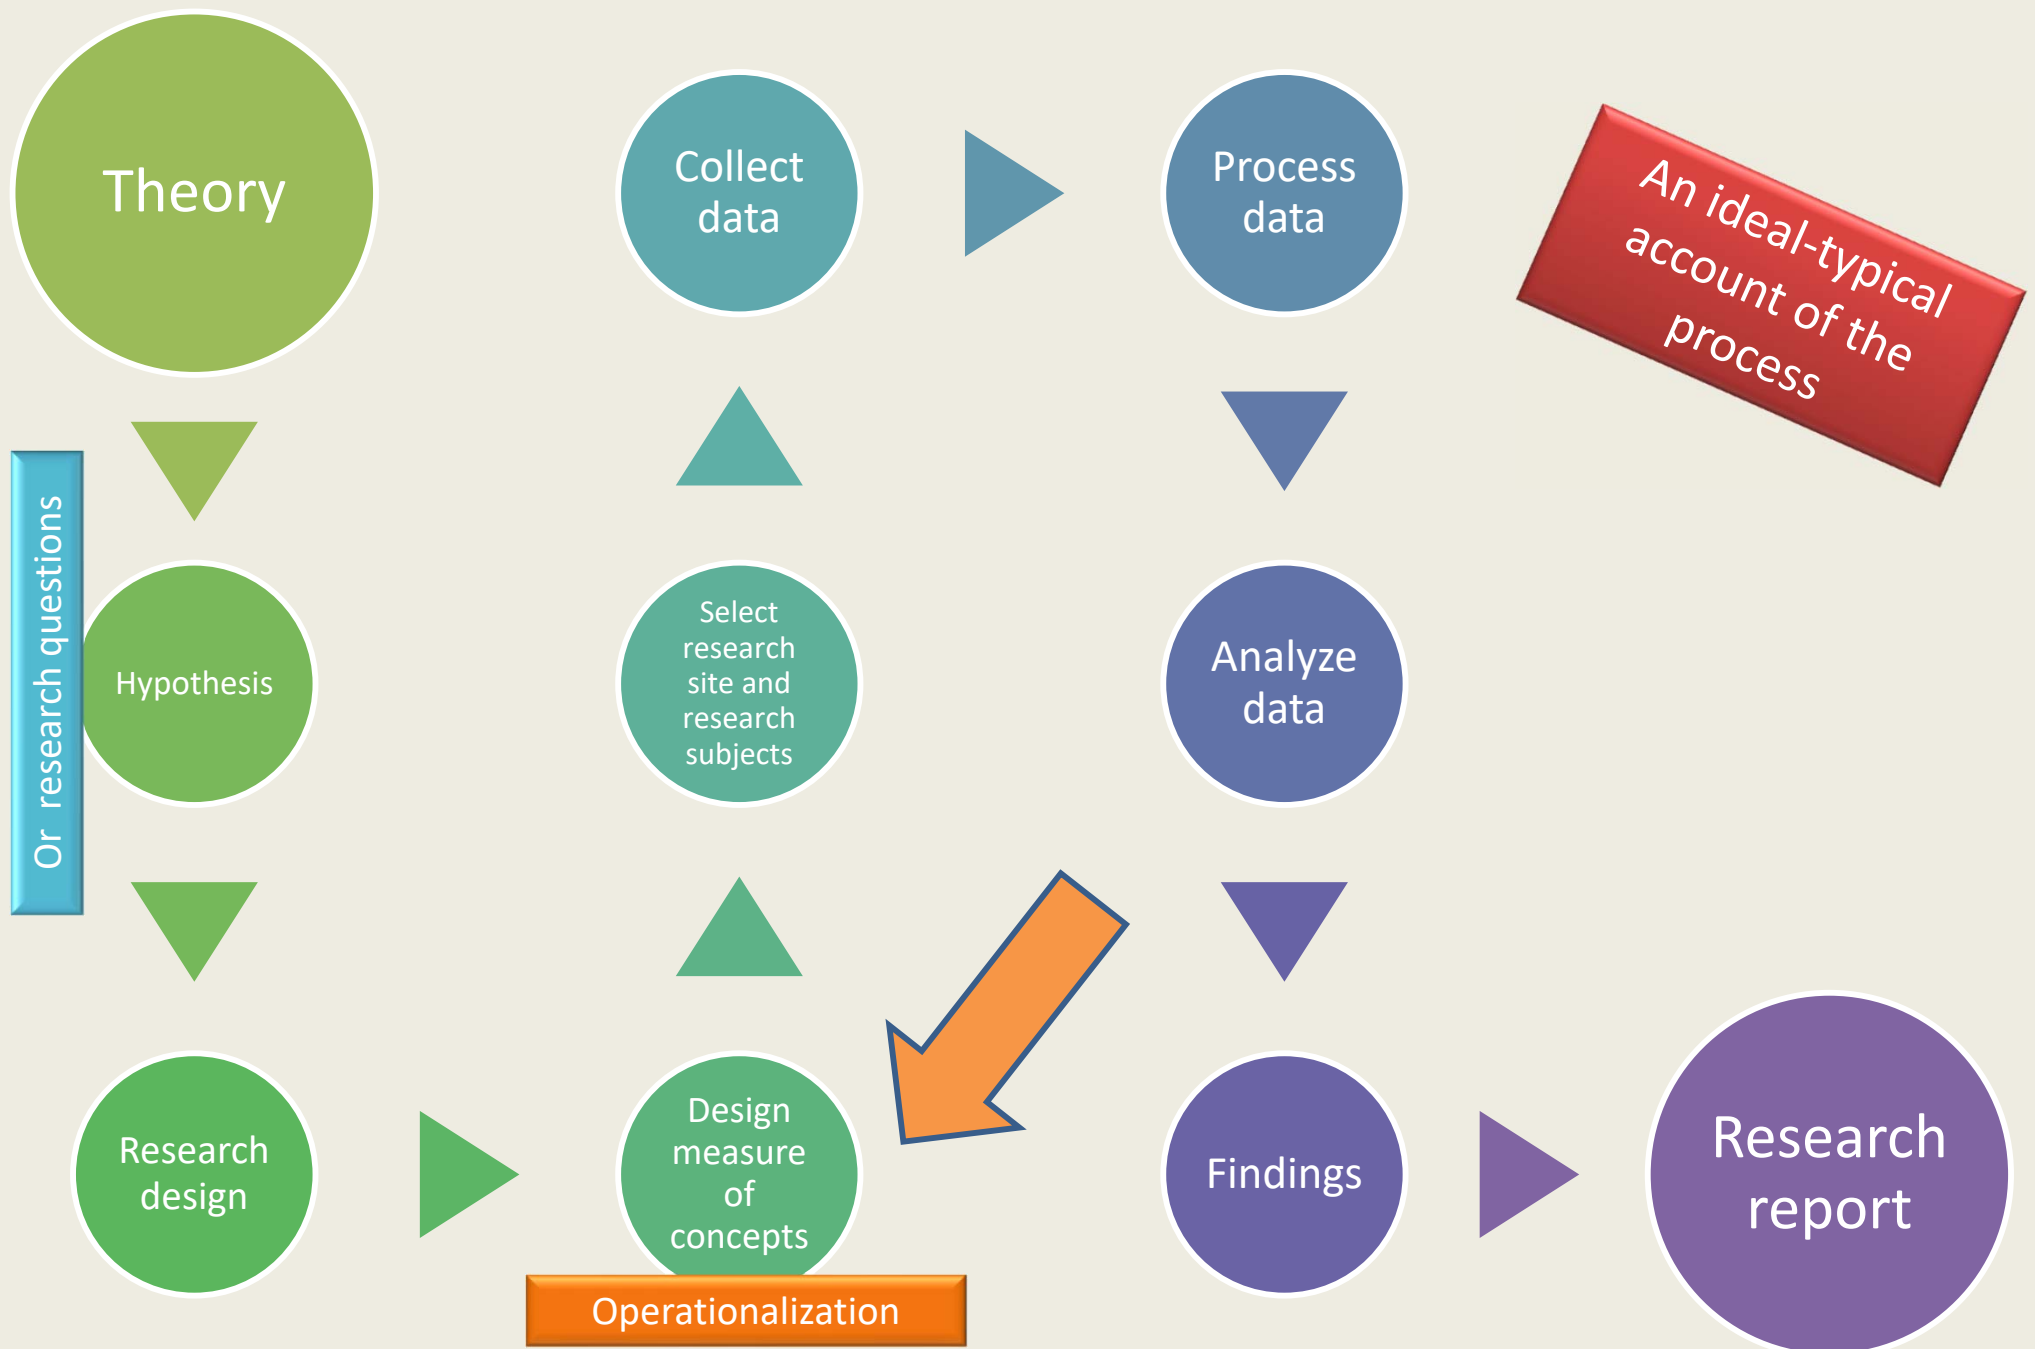 Theory
Or  research questions
Hypothesis
Research
design
Design
measure
of
concepts
Operationalization
Select
research
site and
research
subjects
Collect
data
Process
data
Analyze
data
Findings
Research
report
An ideal-typical
account of the
process